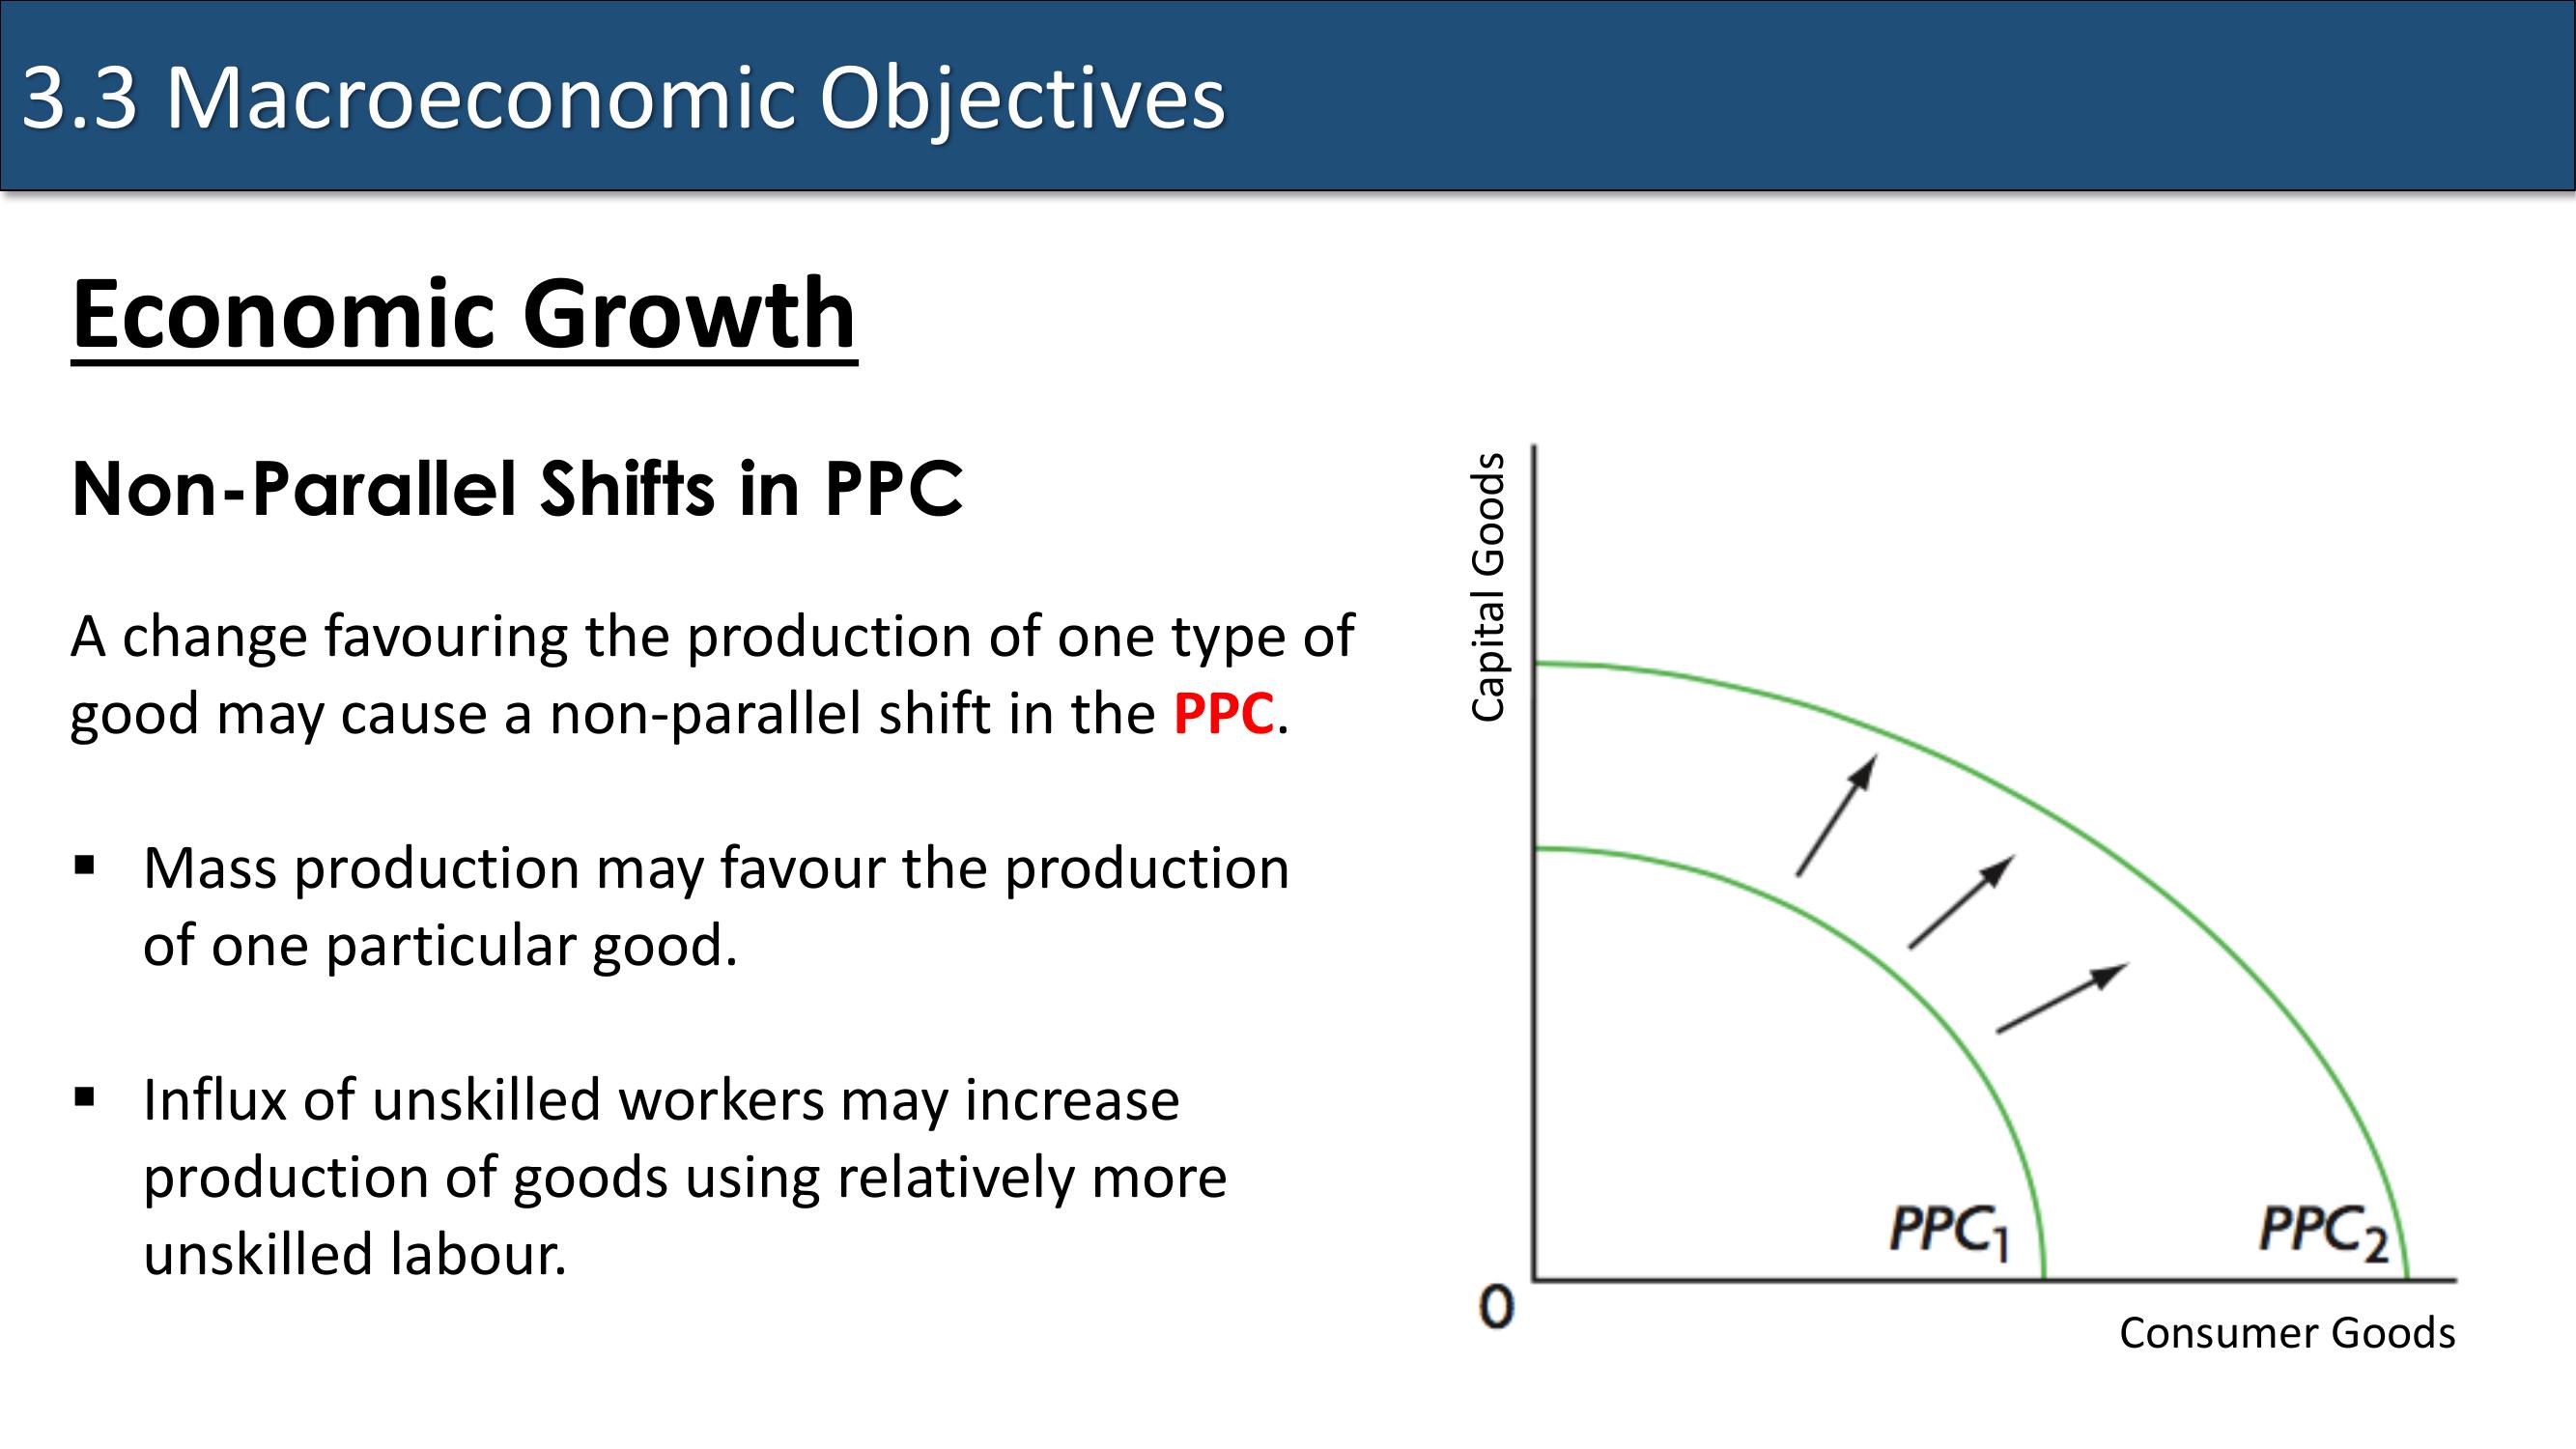 3.3 Macroeconomic Objectives
Economic Growth
Non-Parallel Shifts in PPC
A change favouring the production of one type of
good may cause a non-parallel shift in the PPC.
▪ Mass production may favour the production
of one particular good.
▪ Influx of unskilled workers may increase
production of goods using relatively more
unskilled labour.
Capital Goods
PPC1
PPC2
0
Consumer Goods